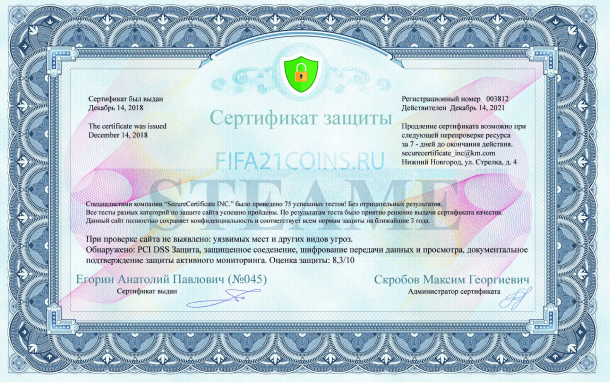 Сертификат был выдан
Декабрь 14, 2018
The certificate was issued
December 14, 2018
Регистрационный номер 003812
Действителен Декабрь 14, 2021
Продление сертификата возможно при
следующей перепроверке ресурса
за 7 - дней до окончания действия.
securecertificate_inc@km.com
Нижний Новгород, ул. Стрелка, д. 4
Сертификат защиты
FIFA21COINS.RU
STEAME
Специалистами компании "SecureCertificate INC." было проведено 75 успешных тестов! Без отрицательных результатов.
Все тесты разных категорий по защите сайта успешно пройдены. По результатам теста было приятно решение выдачи сертификата качества.
Данный сайт полностью сохраняет конфиденциальность и соответствует всем нормам защиты на ближайшие 3 года.
При проверке сайта не выявлено: уязвимых мест и других видов угроз.
Обнаружено: PCI DSS Защита, защищенное соеденение, шифрование передачи данных и просмотра, документальное
подтверждение защиты активного мониторинга. Оценка защиты: 8,3/10
Егорин Анатолий Павлович (№045)
Сертификат выдан
Скробов Максим Георгиевич
Администратор сертификата